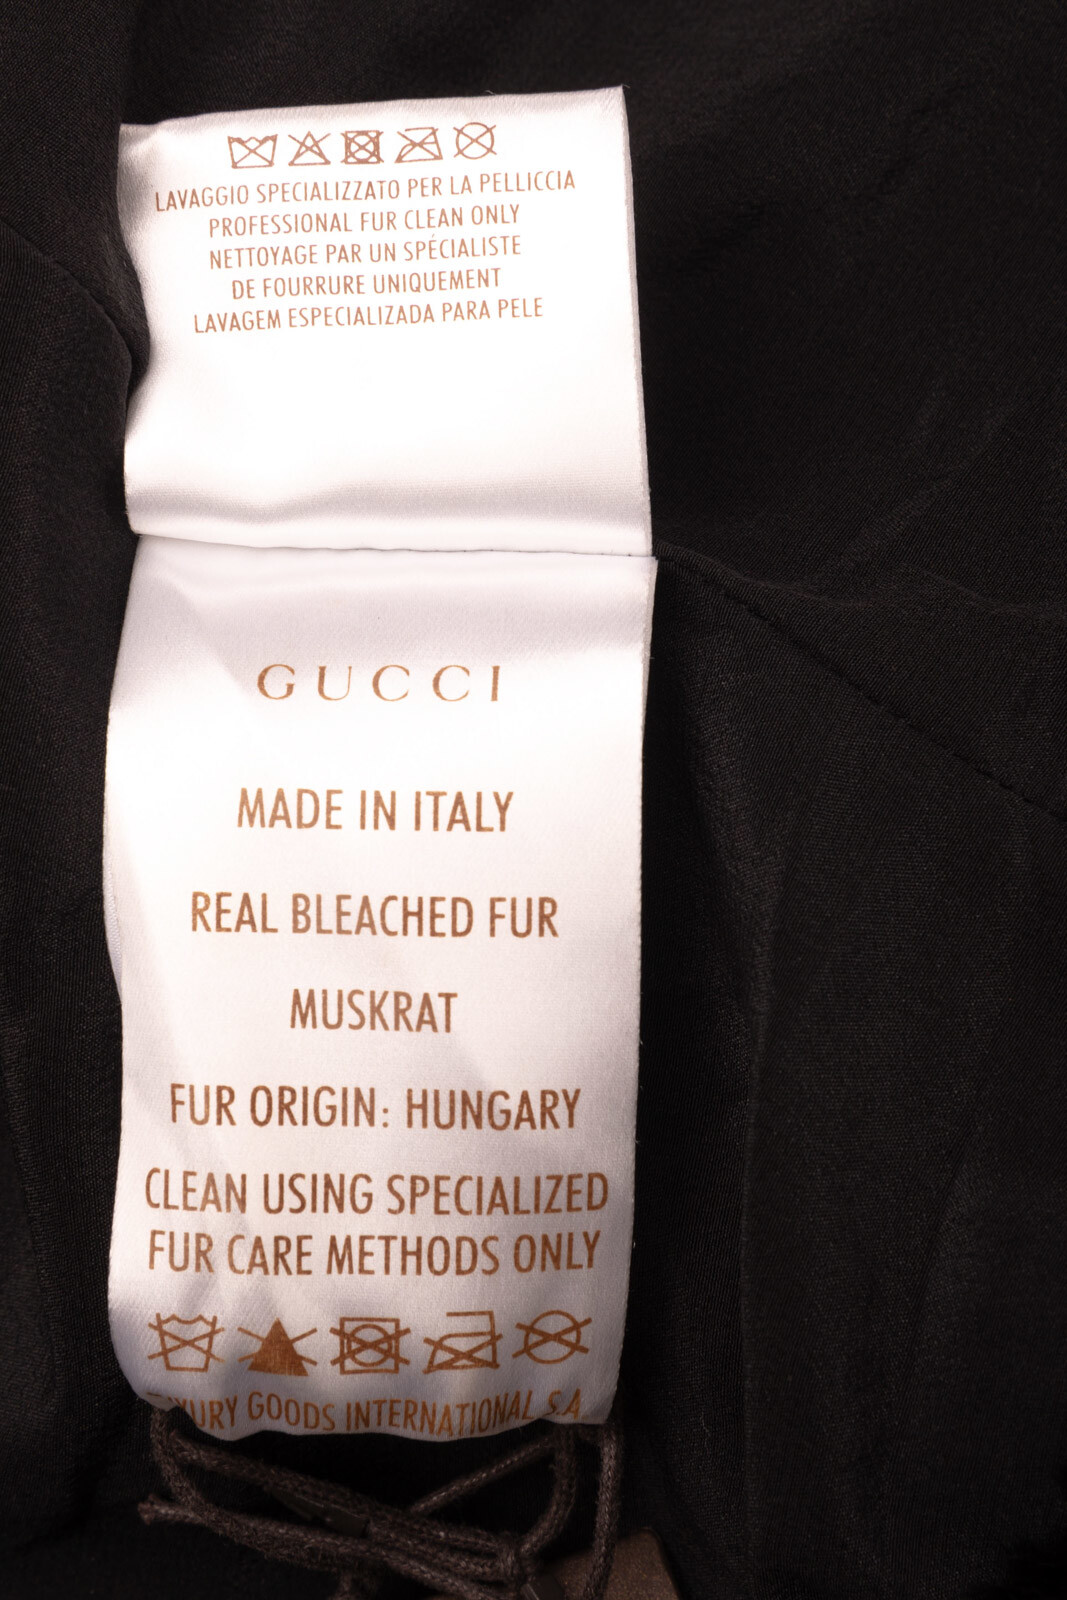 LAVAGGIO SPECIALIZZATO PER LA PELLICCIA
PROFESSIONAL FUR CLEAN ONLY
NETTOYAGE PAR UN SPÉCIALISTE
DE FOURRURE UNIQUEMENT
LAVAGEM ESPECIALIZADA PARA PELE
GUCCI
MADE IN ITALY
REAL BLEACHED FUR
MUSKRAT
FUR ORIGIN: HUNGARY
CLEAN USING SPECIALIZED
FUR CARE METHODS ONLY
GOODS INTERNATIONAL S.A.